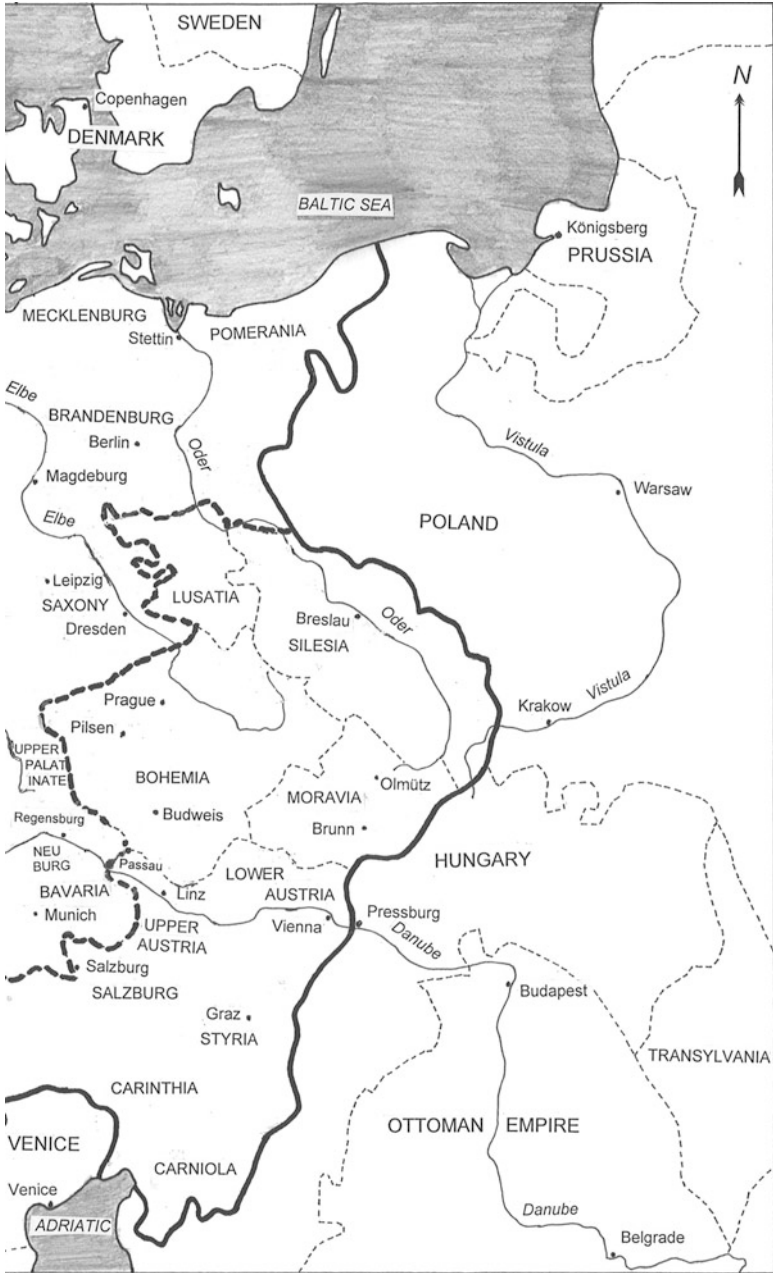 SWEDEN
Copenhagen
DENMARK
N
BALTIC SEA
Königsberg
PRUSSIA
MECKLENBURG
Stettin
POMERANIA
Elbe
BRANDENBURG
Berlin
Oder
Vistula
Magdeburg
Warsaw
Elbe
POLAND
Leipzig
LUSATIA
SAXONY
Dresden
Breslau
Oder
SILESIA
Prague
Krakow
Vistula
Pilsen
UPPER
PALAT
INATE
BOHEMIA
MORAVIA
Olmütz
Regensburg
Budweis
Brunn
NEU
BURG
Passau
LOWER
AUSTRIA
HUNGARY
BAVARIA
Linz
Munich
UPPER
AUSTRIA
Vienna
Pressburg
Danube
Salzburg
SALZBURG
Budapest
Graz
STYRIA
TRANSYLVANIA
CARINTHIA
OTTOMAN EMPIRE
VENICE
CARNIOLA
Venice
ADRIATIC
Danube
Belgrade